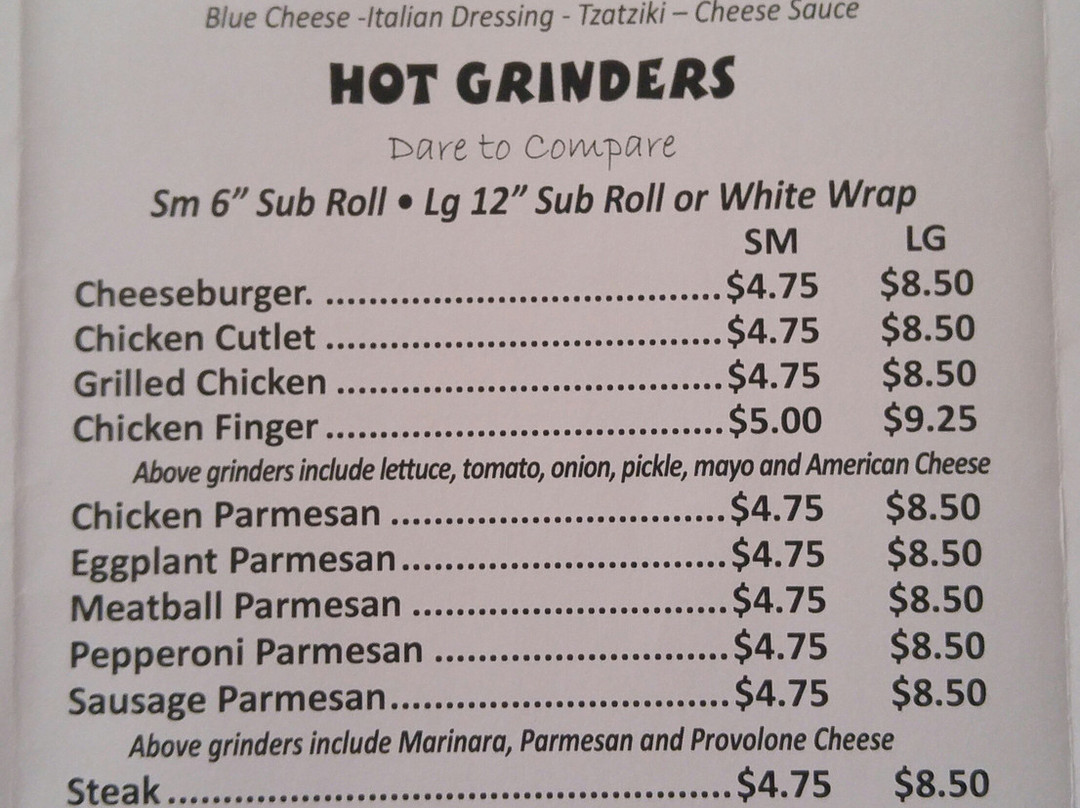 Blue Cheese -Italian Dressing - Tzatziki – Cheese Sauce
HOT GRINDERS
Dare to Compare
Sm 6” Sub Roll • Lg 12” Sub Roll or White Wrap
SM LG
Cheeseburger. ........................................$4.75 $8.50
Chicken Cutlet ........................................$4.75 $8.50
Grilled Chicken .......................................$4.75 $8.50
Chicken Finger ........................................$5.00 $9.25
Above grinders include lettuce, tomato, onion, pickle, mayo and American Cheese
Chicken Parmesan ..................................$4.75 $8.50
Eggplant Parmesan.................................$4.75 $8.50
Meatball Parmesan ................................$4.75 $8.50
Pepperoni Parmesan ..............................$4.75 $8.50
Sausage Parmesan..................................$4.75 $8.50
Above grinders include Marinara, Parmesan and Provolone Cheese
Steak .........................................................$4.75 $8.50